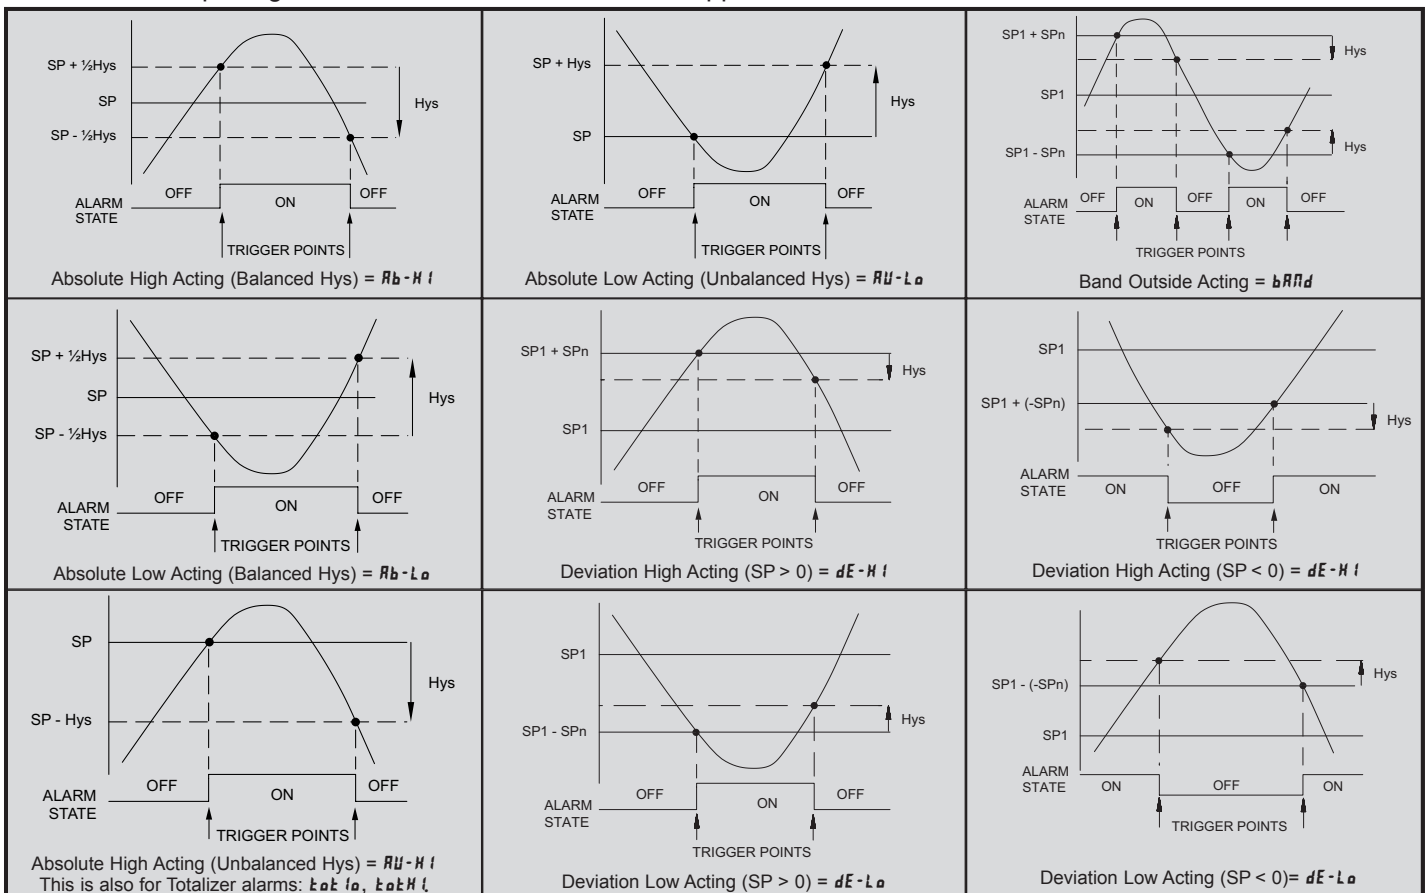 SP + ½Hys
SP
SP - ½Hys
Hys
ALARM STATE
OFF
ON
OFF
TRIGGER POINTS
Absolute High Acting (Balanced Hys) = Ab-HI
SP + Hys
SP
Hys
ALARM STATE
OFF
ON
OFF
TRIGGER POINTS
Absolute Low Acting (Unbalanced Hys) = AU-Lo
SP1 + SPn
Hys
SP1
SP1 - SPn
Hys
ALARM STATE
OFF
ON
OFF
ON
OFF
TRIGGER POINTS
Band Outside Acting = bANd
SP + ½Hys
SP
SP - ½Hys
Hys
ALARM STATE
OFF
ON
OFF
TRIGGER POINTS
Absolute Low Acting (Balanced Hys) = Ab-Lo
SP1 + SPn
Hys
SP1
ALARM STATE
OFF
ON
OFF
TRIGGER POINTS
Deviation High Acting (SP > 0) = dE-HI
SP1
SP1 + (-SPn)
Hys
ALARM STATE
ON
OFF
ON
TRIGGER POINTS
Deviation High Acting (SP < 0) = dE-HI
SP
SP - Hys
Hys
ALARM STATE
OFF
ON
OFF
TRIGGER POINTS
Absolute High Acting (Unbalanced Hys) = AU-HI
This is also for Totalizer alarms: totlo, totHI.
SP1
SP1 - SPn
Hys
ALARM STATE
OFF
ON
OFF
TRIGGER POINTS
Deviation Low Acting (SP > 0) = dE-Lo
SP1 - (-SPn)
Hys
SP1
ALARM STATE
ON
OFF
ON
TRIGGER POINTS
Deviation Low Acting (SP < 0)= dE-Lo